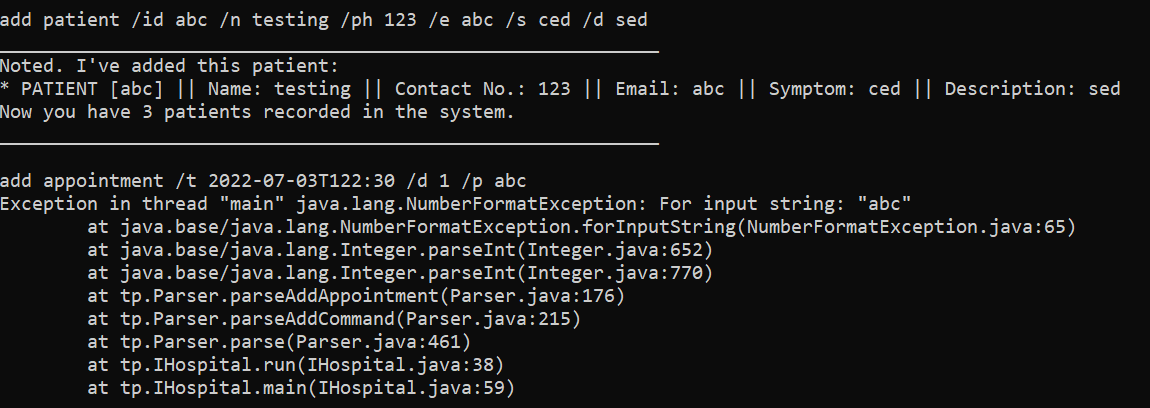 add patient /id abc /n testing /ph 123 /e abc /s ced /d sed
____________________________________________________________
Noted. I've added this patient:
* PATIENT [abc] || Name: testing || Contact No.: 123 || Email: abc || Symptom: ced || Description: sed
Now you have 3 patients recorded in the system.
____________________________________________________________
add appointment /t 2022-07-03T122:30 /d 1 /p abc
Exception in thread "main" java.lang.NumberFormatException: For input string: "abc"
        at java.base/java.lang.NumberFormatException.forInputString(NumberFormatException.java:65)
        at java.base/java.lang.Integer.parseInt(Integer.java:652)
        at java.base/java.lang.Integer.parseInt(Integer.java:770)
        at tp.Parser.parseAddAppointment(Parser.java:176)
        at tp.Parser.parseAddCommand(Parser.java:215)
        at tp.Parser.parse(Parser.java:461)
        at tp.IHospital.run(IHospital.java:38)
        at tp.IHospital.main(IHospital.java:59)